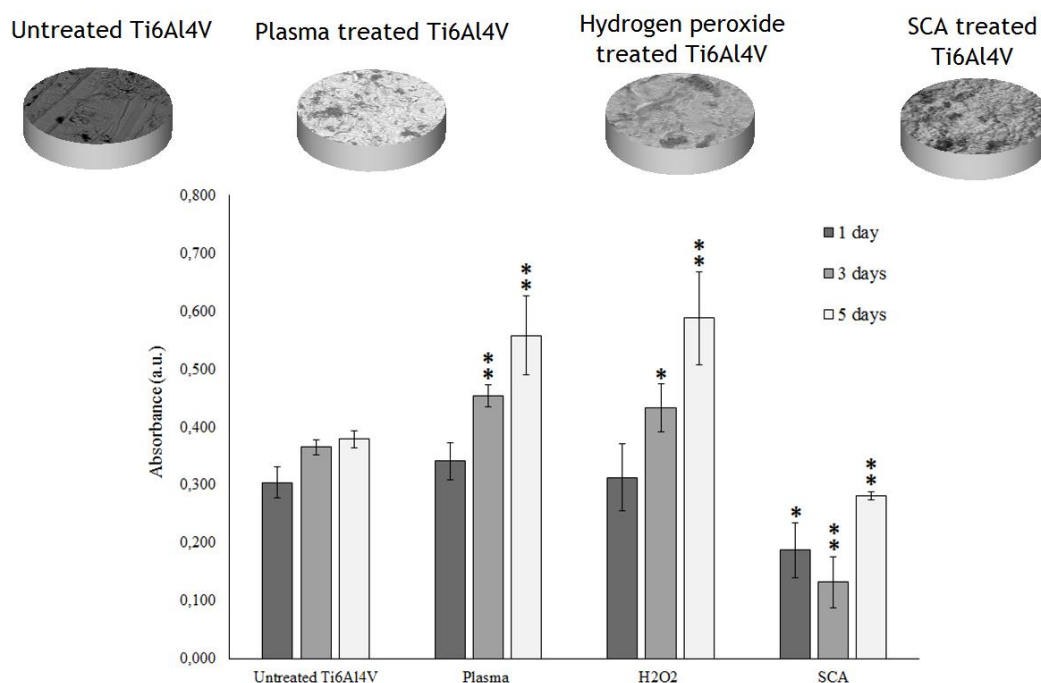 Untreated Ti6Al4V
Plasma treated Ti6Al4V
Hydrogen peroxide
treated Ti6Al4V
SCA treated
Ti6Al4V
0,800
0,700
0,600
0,500
0,400
0,300
0,200
0,100
0,000
Absorbance (a.u.)
1 day
3 days
5 days
**
**
*
**
*
**
**
Untreated Ti6Al4V
Plasma
H2O2
SCA